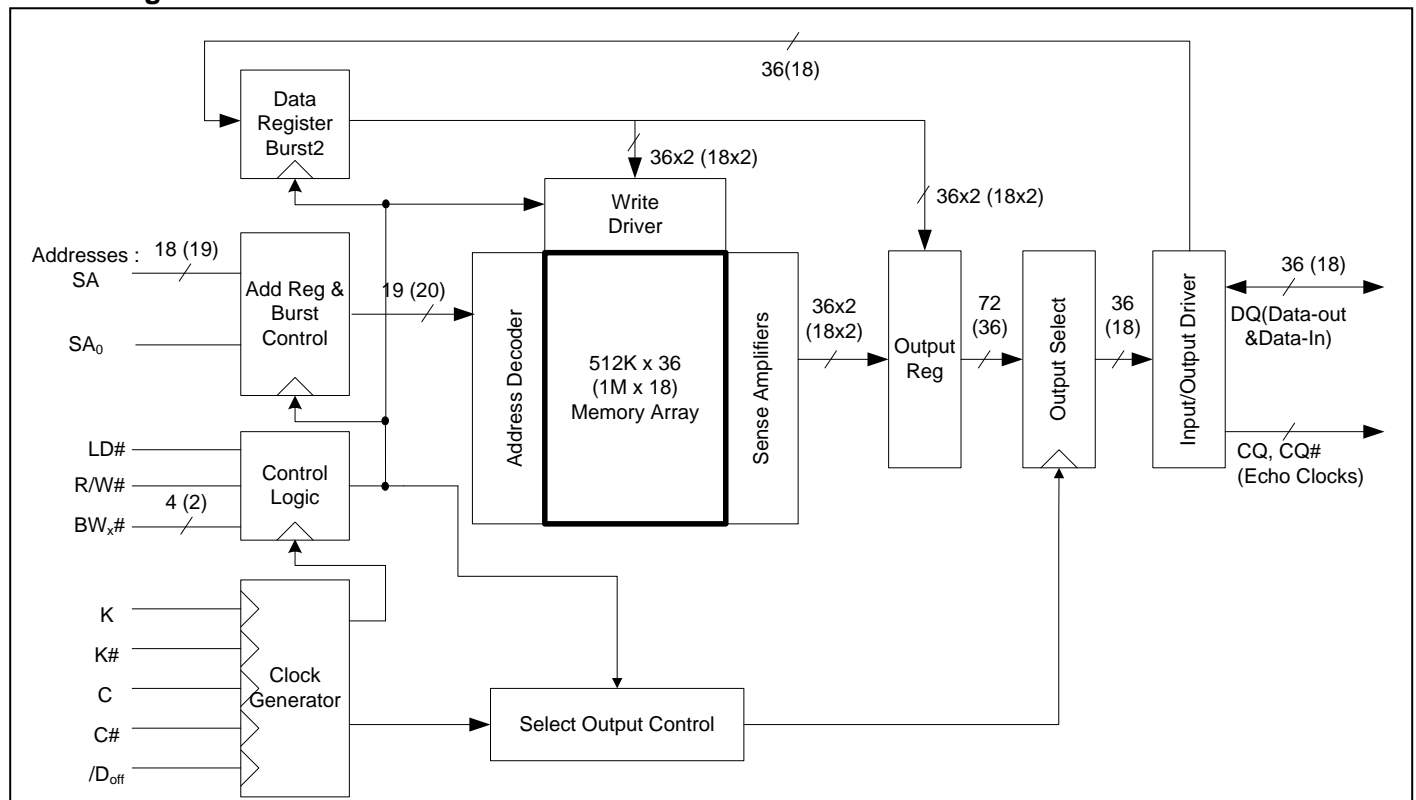 36(18)
Data
Register
Burst2
36x2 (18x2)
36x2 (18x2)
Write
Driver
Addresses :
SA
18 (19)
SA0
Add Reg &
Burst
Control
19 (20)
Address Decoder
512K x 36
(1M x 18)
Memory Array
Sense Amplifiers
36x2
(18x2)
Output
Reg
72
(36)
Output Select
36
(18)
Input/Output Driver
36 (18)
DQ(Data-out
&Data-In)
CQ, CQ#
(Echo Clocks)
LD#
R/W#
4 (2)
BWx#
Control
Logic
K
K#
C
C#
/Doff
Clock
Generator
Select Output Control